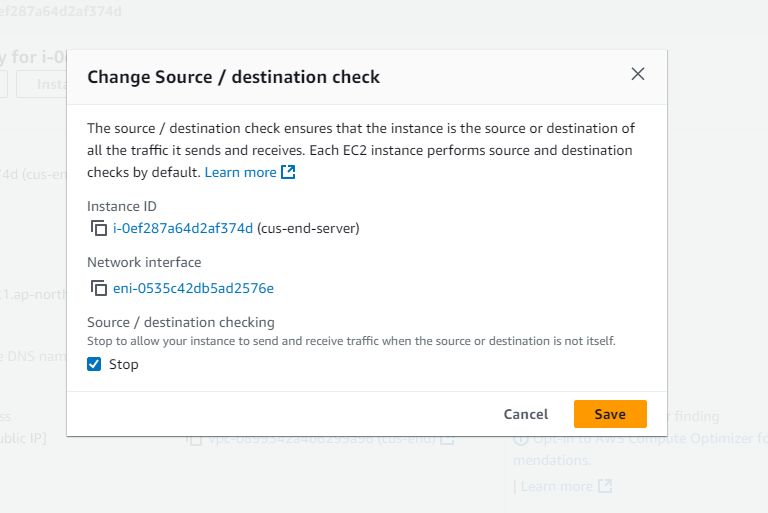 ef287a64d2af374d
y for i-0
Insta
Change Source / destination check
The source / destination check ensures that the instance is the source or destination of
all the traffic it sends and receives. Each EC2 instance performs source and destination
checks by default. Learn more
74d (cus-en
Instance ID
i-0ef287a64d2af374d (cus-end-server)
Network interface
eni-0535c42db5ad2576e
1.ap-north
Source / destination checking
Stop to allow your instance to send and receive traffic when the source or destination is not itself.
e DNS nam
Stop
Cancel
Save
ss
r finding
ublic IP]
vpc-0899342a4b6299a96 (cus-end)
Opt-in to AWS Compute Optimizer fo
mendations.
| Learn more